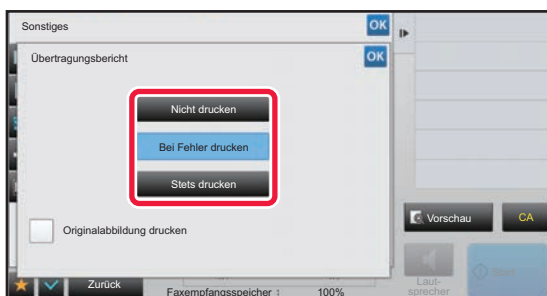 Sonstiges
OK
Übertragungsbericht
OK
Nicht drucken
Bei Fehler drucken
Stets drucken
Originalabbildung drucken
Vorschau
CA
Zurück
Faxempfangsspeicher :
100%
Laut-
sprecher
Start